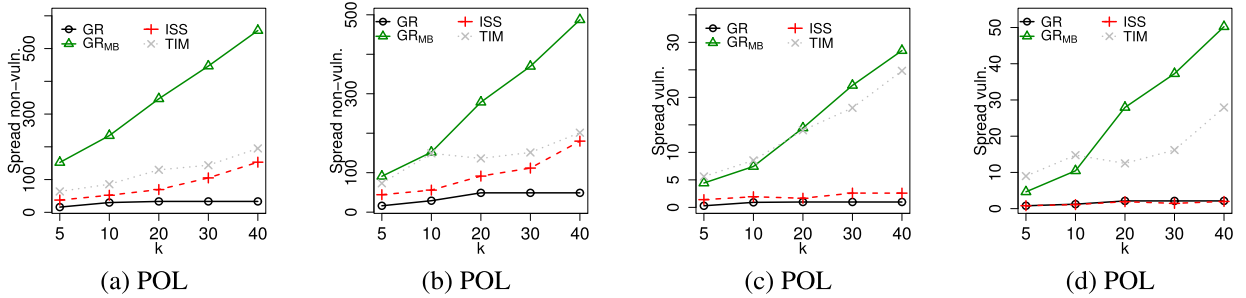 GR
GR_MB
ISS
TIM
Spread non−vuln.
0 100 300 500
5 10 20 30 40
k
(a) POL
GR
GR_MB
ISS
TIM
Spread non−vuln.
0 100 300 500
5 10 20 30 40
k
(b) POL
GR
GR_MB
ISS
TIM
Spread vuln.
0 5 15 25 35
5 10 20 30 40
k
(c) POL
GR
GR_MB
ISS
TIM
Spread vuln.
0 10 20 30 40 50
5 10 20 30 40
k
(d) POL